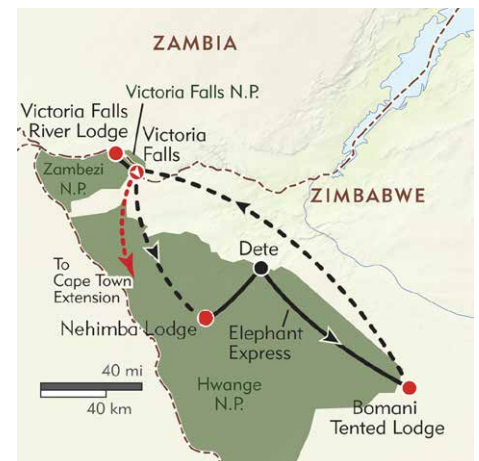 ZAMBIA
Victoria Falls N.P.
Victoria Falls
River Lodge
Victoria
Falls
Zambezi
N.P.
ZIMBABWE
Dete
To
Cape Town
Extension
Nehimba Lodge
Elephant
Express
40 mi
40 km
Hwange
N.P.
Bomani
Tented Lodge